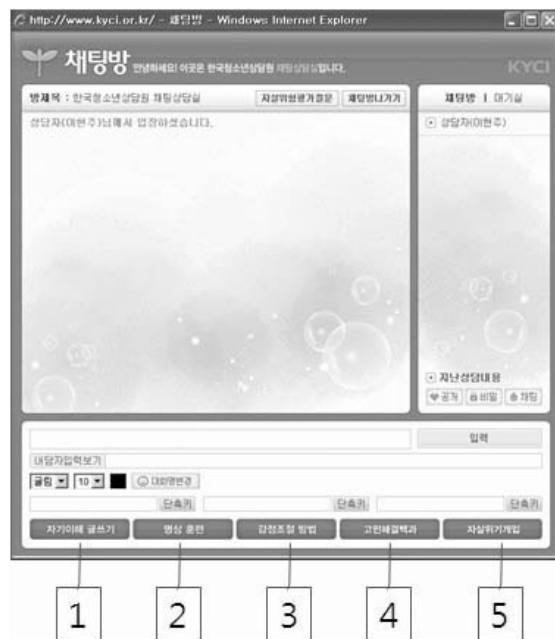 http://www.kyci.or.kr/ - 채팅방 - Windows Internet Explorer
채팅방 안녕하세요! 이곳은 한국청소년상담원 채팅상담실입니다.
KYCI
방제목 : 한국청소년상담원 채팅상담실
자살위험평가질문 채팅방나가기
채팅방 | 대기실
상담자(이현주)님께서 입장하셨습니다.
상담자(이현주)
지난상담내용
공개 비밀 채팅
입력
내담자입력보기
굴림 10 대화명변경
단축키 단축키 단축키
자기이해 글쓰기 명상 훈련 감정조절 방법 고민해결백과 자살위기개입
1 2 3 4 5